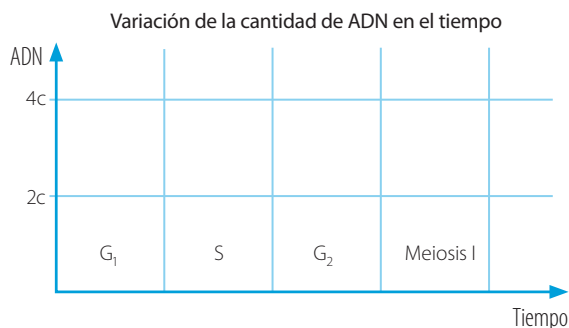 Variación de la cantidad de ADN en el tiempo
ADN
4c
2c
G₁ S G₂ Meiosis I
Tiempo